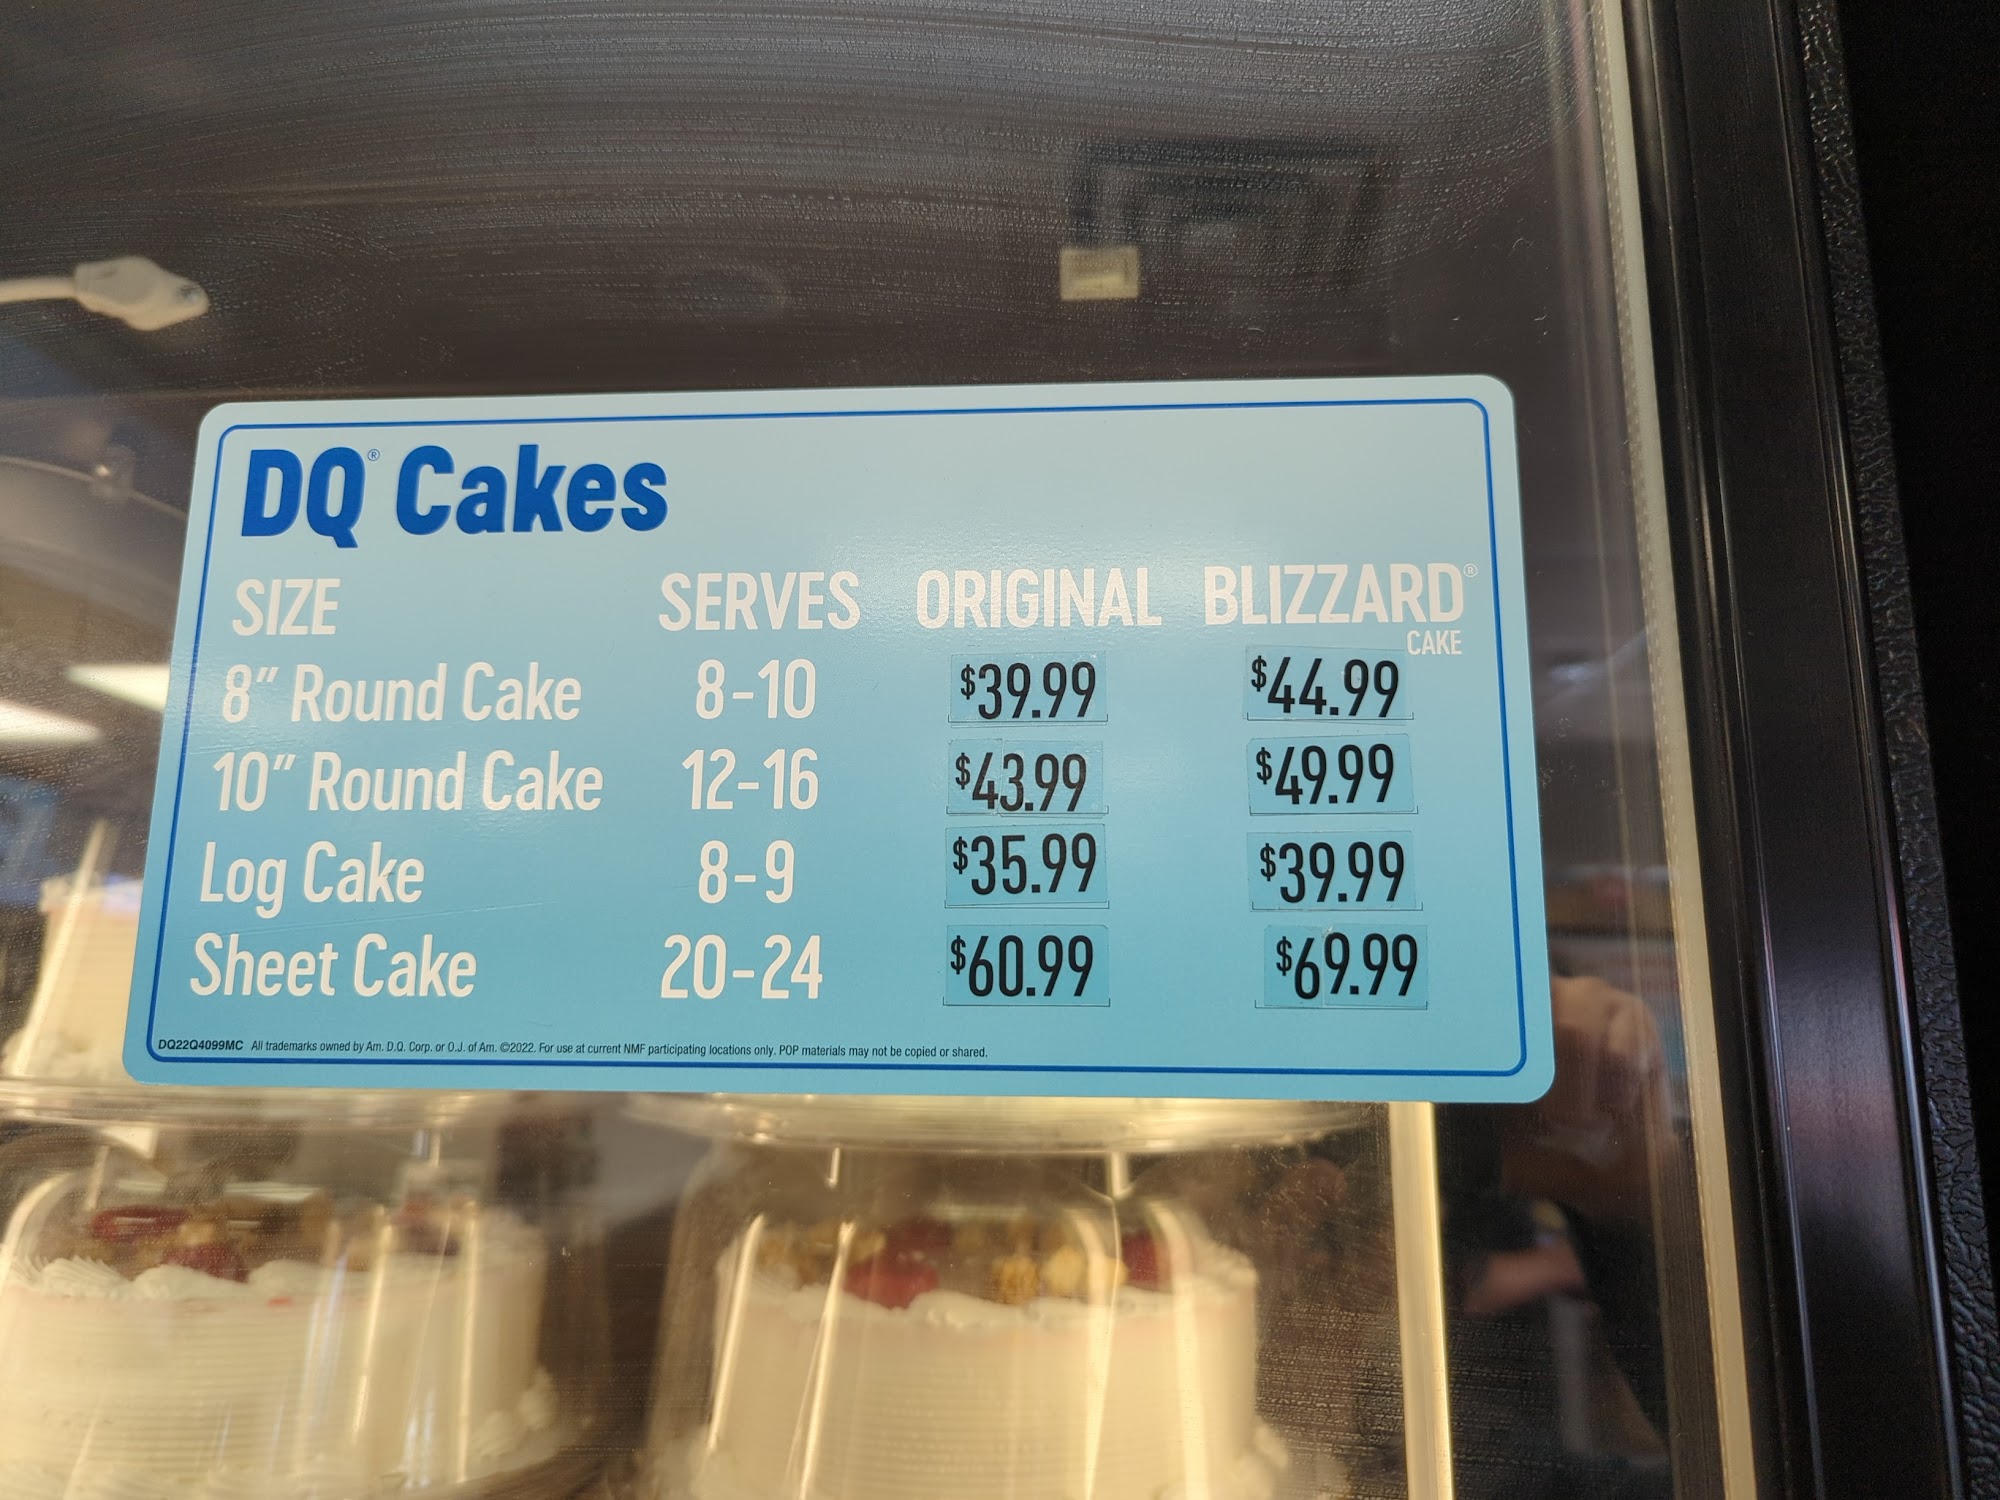 DQ® Cakes
SIZE SERVES ORIGINAL BLIZZARD®
CAKE
8" Round Cake 8-10 $39.99 $44.99
10" Round Cake 12-16 $43.99 $49.99
Log Cake 8-9 $35.99 $39.99
Sheet Cake 20-24 $60.99 $69.99
DQ22Q4099MC All trademarks owned by Am. D.Q. Corp. or O.J. of Am. ©2022. For use at current NMF participating locations only. POP materials may not be copied or shared.